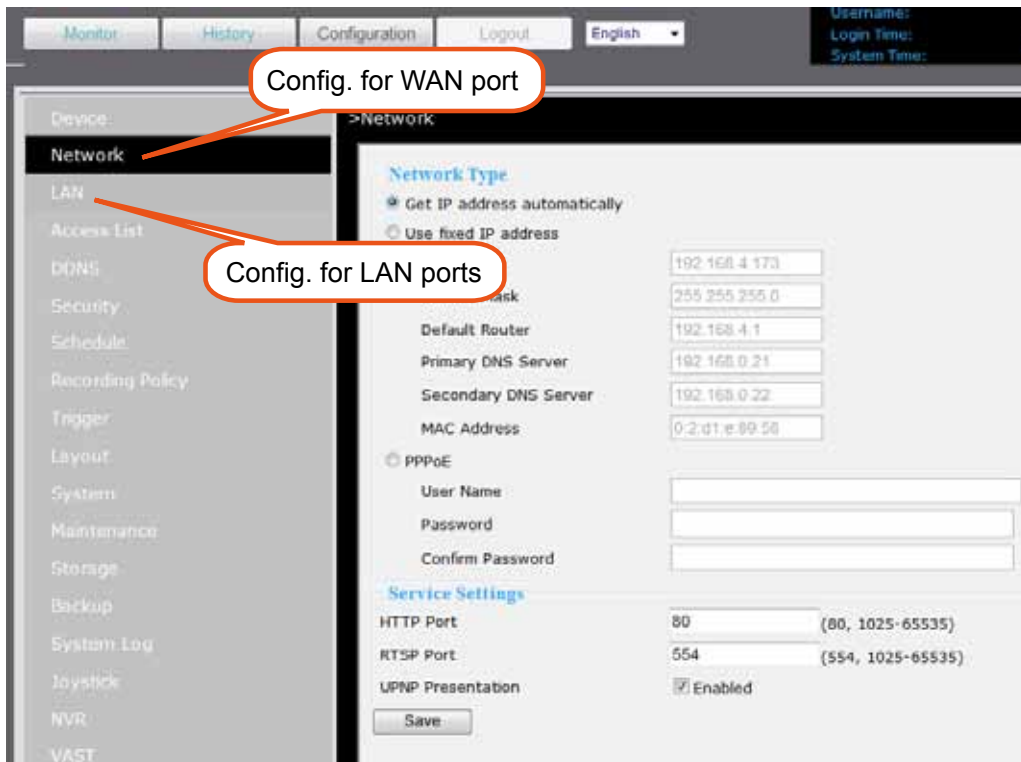 Monitor History Configuration Logout English
Username:
Login Time:
System Time:
Config. for WAN port
Device
Network
LAN
Access List
DDNS
Security
Schedule
Recording Policy
Trigger
Layout
System
Maintenance
Storage
Backup
System Log
Joystick
NVR
VAST
Config. for LAN ports
>Network
Network Type
Get IP address automatically
Use fixed IP address
192.168.4.173
255.255.255.0
Default Router 192.168.4.1
Primary DNS Server 192.168.0.21
Secondary DNS Server 192.168.0.22
MAC Address
PPPoE
User Name
Password
Confirm Password
Service Settings
HTTP Port 80 (80, 1025-65535)
RTSP Port 554 (554, 1025-65535)
UPNP Presentation Enabled
Save